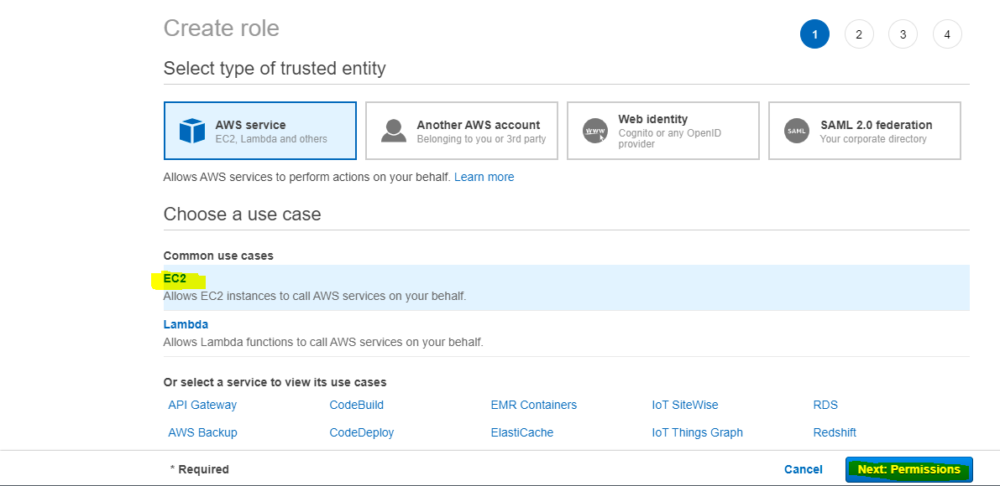 Create role
1 2 3 4
Select type of trusted entity
AWS service
EC2, Lambda and others
Another AWS account
Belonging to you or 3rd party
www
Web identity
Cognito or any OpenID
provider
SAML
SAML 2.0 federation
Your corporate directory
Allows AWS services to perform actions on your behalf. Learn more
Choose a use case
Common use cases
EC2
Allows EC2 instances to call AWS services on your behalf.
Lambda
Allows Lambda functions to call AWS services on your behalf.
Or select a service to view its use cases
API Gateway CodeBuild EMR Containers IoT SiteWise RDS
AWS Backup CodeDeploy ElastiCache IoT Things Graph Redshift
* Required Cancel Next: Permissions